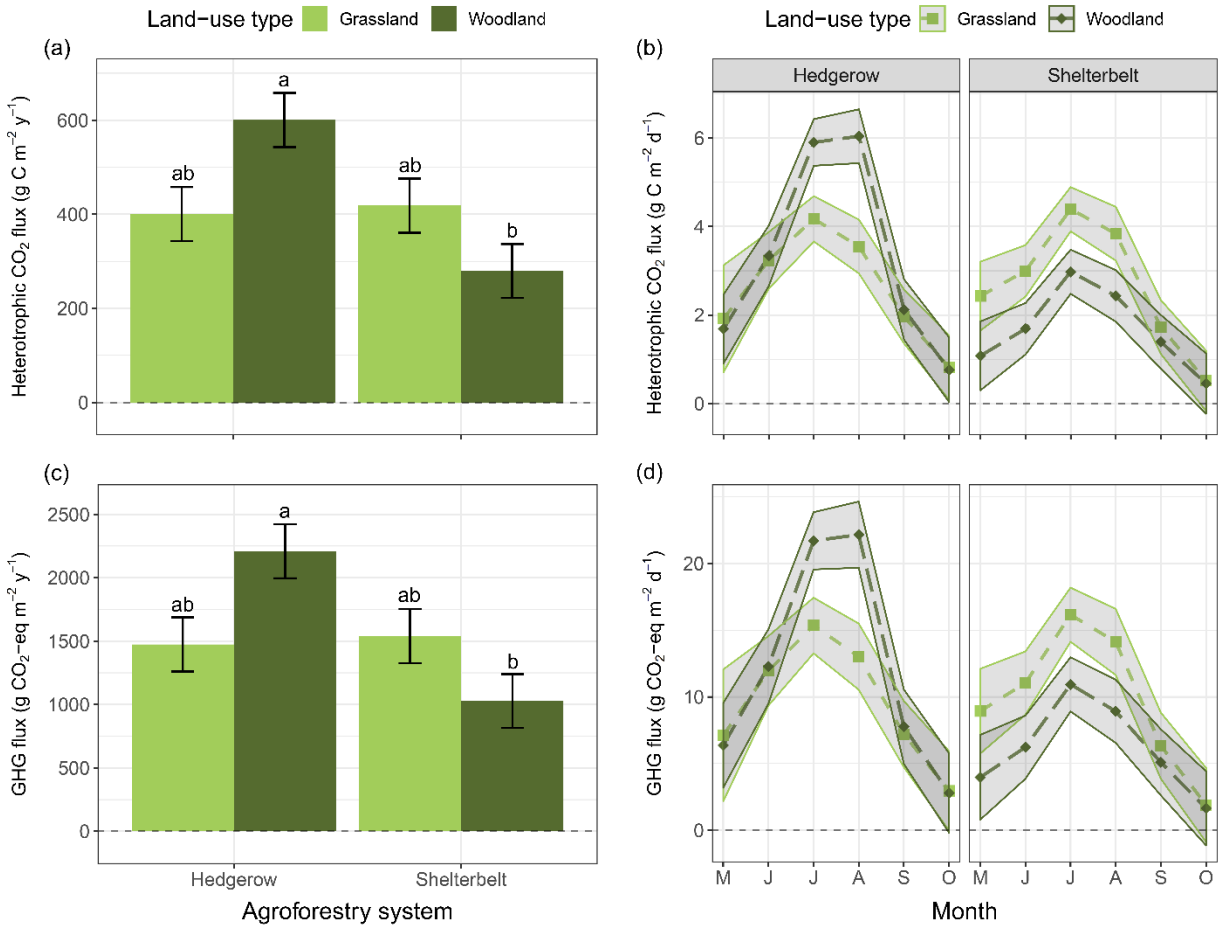 Land−use type Grassland Woodland
Land−use type Grassland Woodland
(a)
Heterotrophic CO₂ flux (g C m⁻² y⁻¹)
600
400
200
0
ab
a
ab
b
(b)
Hedgerow
Shelterbelt
Heterotrophic CO₂ flux (g C m⁻² d⁻¹)
6
4
2
0
(c)
GHG flux (g CO₂−eq m⁻² y⁻¹)
2500
2000
1500
1000
500
0
ab
a
ab
b
Hedgerow
Shelterbelt
Agroforestry system
(d)
GHG flux (g CO₂−eq m⁻² d⁻¹)
20
10
0
M J J A S O
M J J A S O
Month